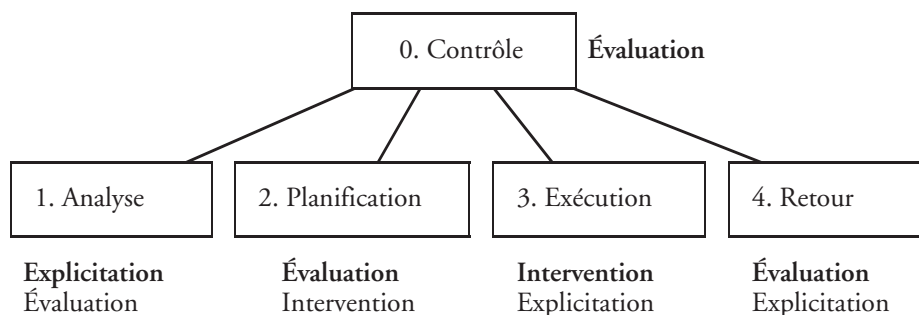 0. Contrôle
Évaluation
1. Analyse
2. Planification
3. Exécution
4. Retour
Explicitation
Évaluation
Évaluation
Intervention
Intervention
Explicitation
Évaluation
Explicitation